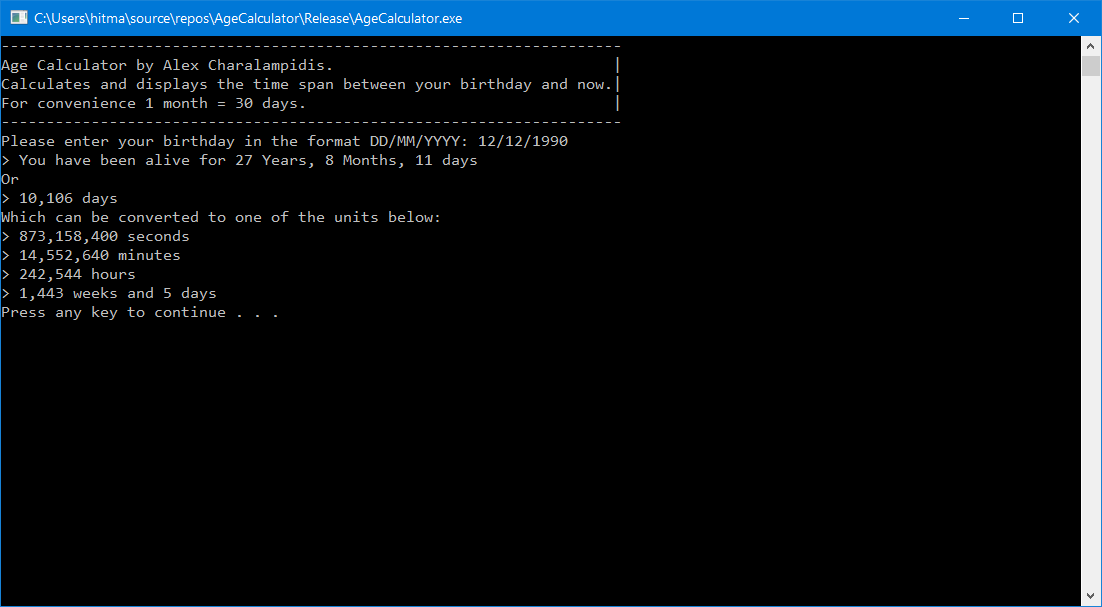 C:\Users\hitma\source\repos\AgeCalculator\Release\AgeCalculator.exe
---------------------------------------------------------------------
Age Calculator by Alex Charalampidis.                               |
Calculates and displays the time span between your birthday and now.|
For convenience 1 month = 30 days.                                  |
---------------------------------------------------------------------
Please enter your birthday in the format DD/MM/YYYY: 12/12/1990
> You have been alive for 27 Years, 8 Months, 11 days
Or
> 10,106 days
Which can be converted to one of the units below:
> 873,158,400 seconds
> 14,552,640 minutes
> 242,544 hours
> 1,443 weeks and 5 days
Press any key to continue . . .